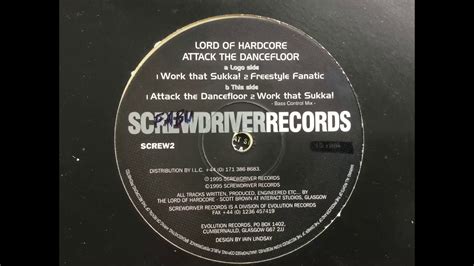 LORD OF HARDCORE
ATTACK THE DANCEFLOOR
a Logo side
1 Work that Sukka! 2 Freestyle Fanatic
b This side
1 Attack the Dancefloor 2 Work that Sukka!
- Bass Control Mix -
SCREWDRIVERRECORDS
SCREW2
DISTRIBUTION BY I.L.C. +44 (0) 171 286 8683.
Ⓟ1995 SCREWDRIVER RECORDS
©1995 SCREWDRIVER RECORDS
ALL TRACKS WRITTEN, PRODUCED, ENGINEERED ETC... BY
THE LORD OF HARDCORE - SCOTT BROWN AT INTERACT STUDIOS, GLASGOW
SCREWDRIVER RECORDS IS A DIVISION OF EVOLUTION RECORDS
FAX +44 (0) 1236 457419
EVOLUTION RECORDS, PO BOX 1402,
CUMBERNAULD, GLASGOW G67 2JJ
DESIGN BY IAIN LINDSAY